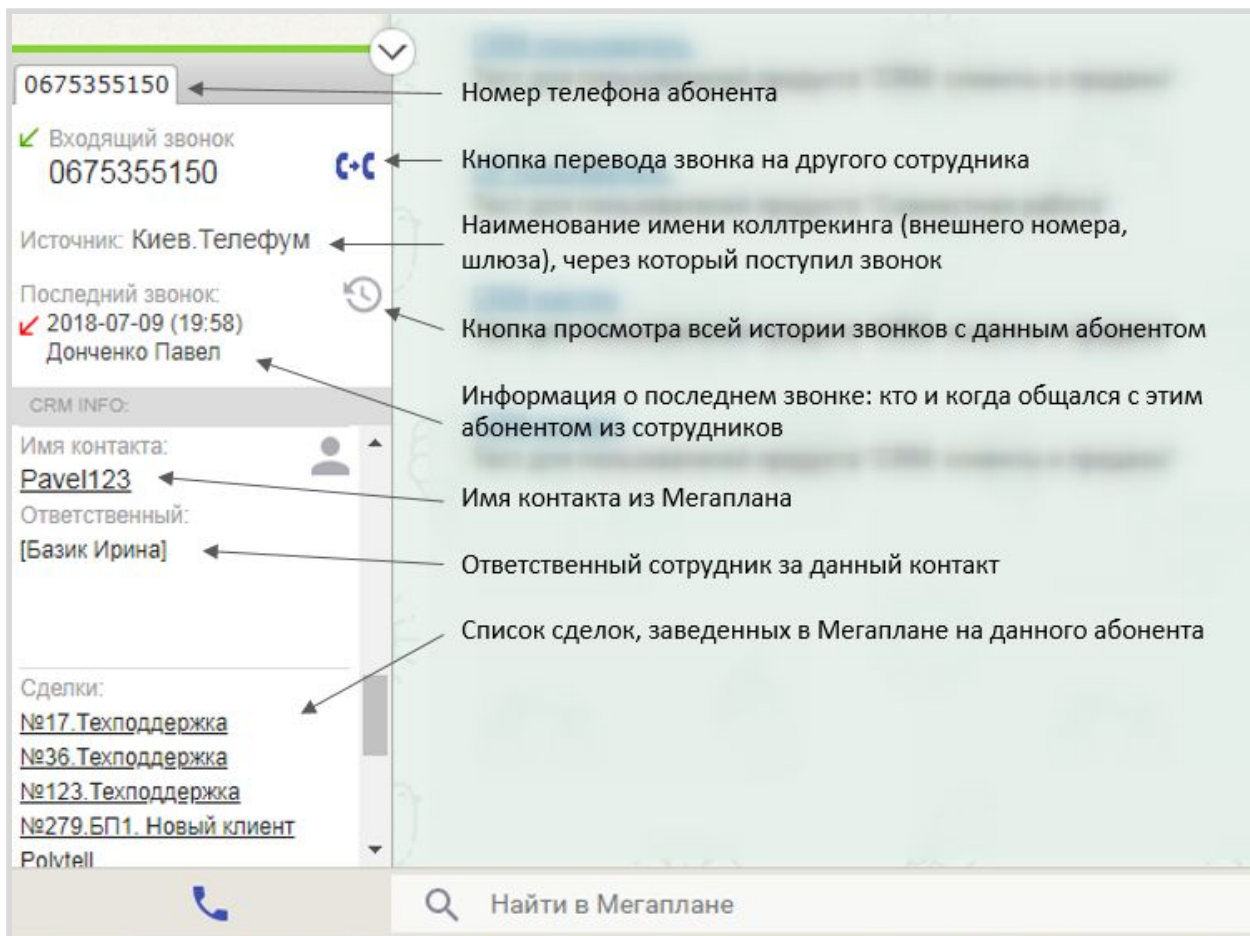 0675355150
Входящий звонок
0675355150
Источник: Киев.Телефум
Последний звонок:
2018-07-09 (19:58)
Донченко Павел
CRM INFO:
Имя контакта:
Pavel123
Ответственный:
[Базик Ирина]
Сделки:
№17.Техподдержка
№36.Техподдержка
№123.Техподдержка
№279.БП1. Новый клиент
Polytell
Номер телефона абонента
Кнопка перевода звонка на другого сотрудника
Наименование имени коллтрекинга (внешнего номера,
шлюза), через который поступил звонок
Кнопка просмотра всей истории звонков с данным абонентом
Информация о последнем звонке: кто и когда общался с этим
абонентом из сотрудников
Имя контакта из Мегаплана
Ответственный сотрудник за данный контакт
Список сделок, заведенных в Мегаплане на данного абонента
Найти в Мегаплане